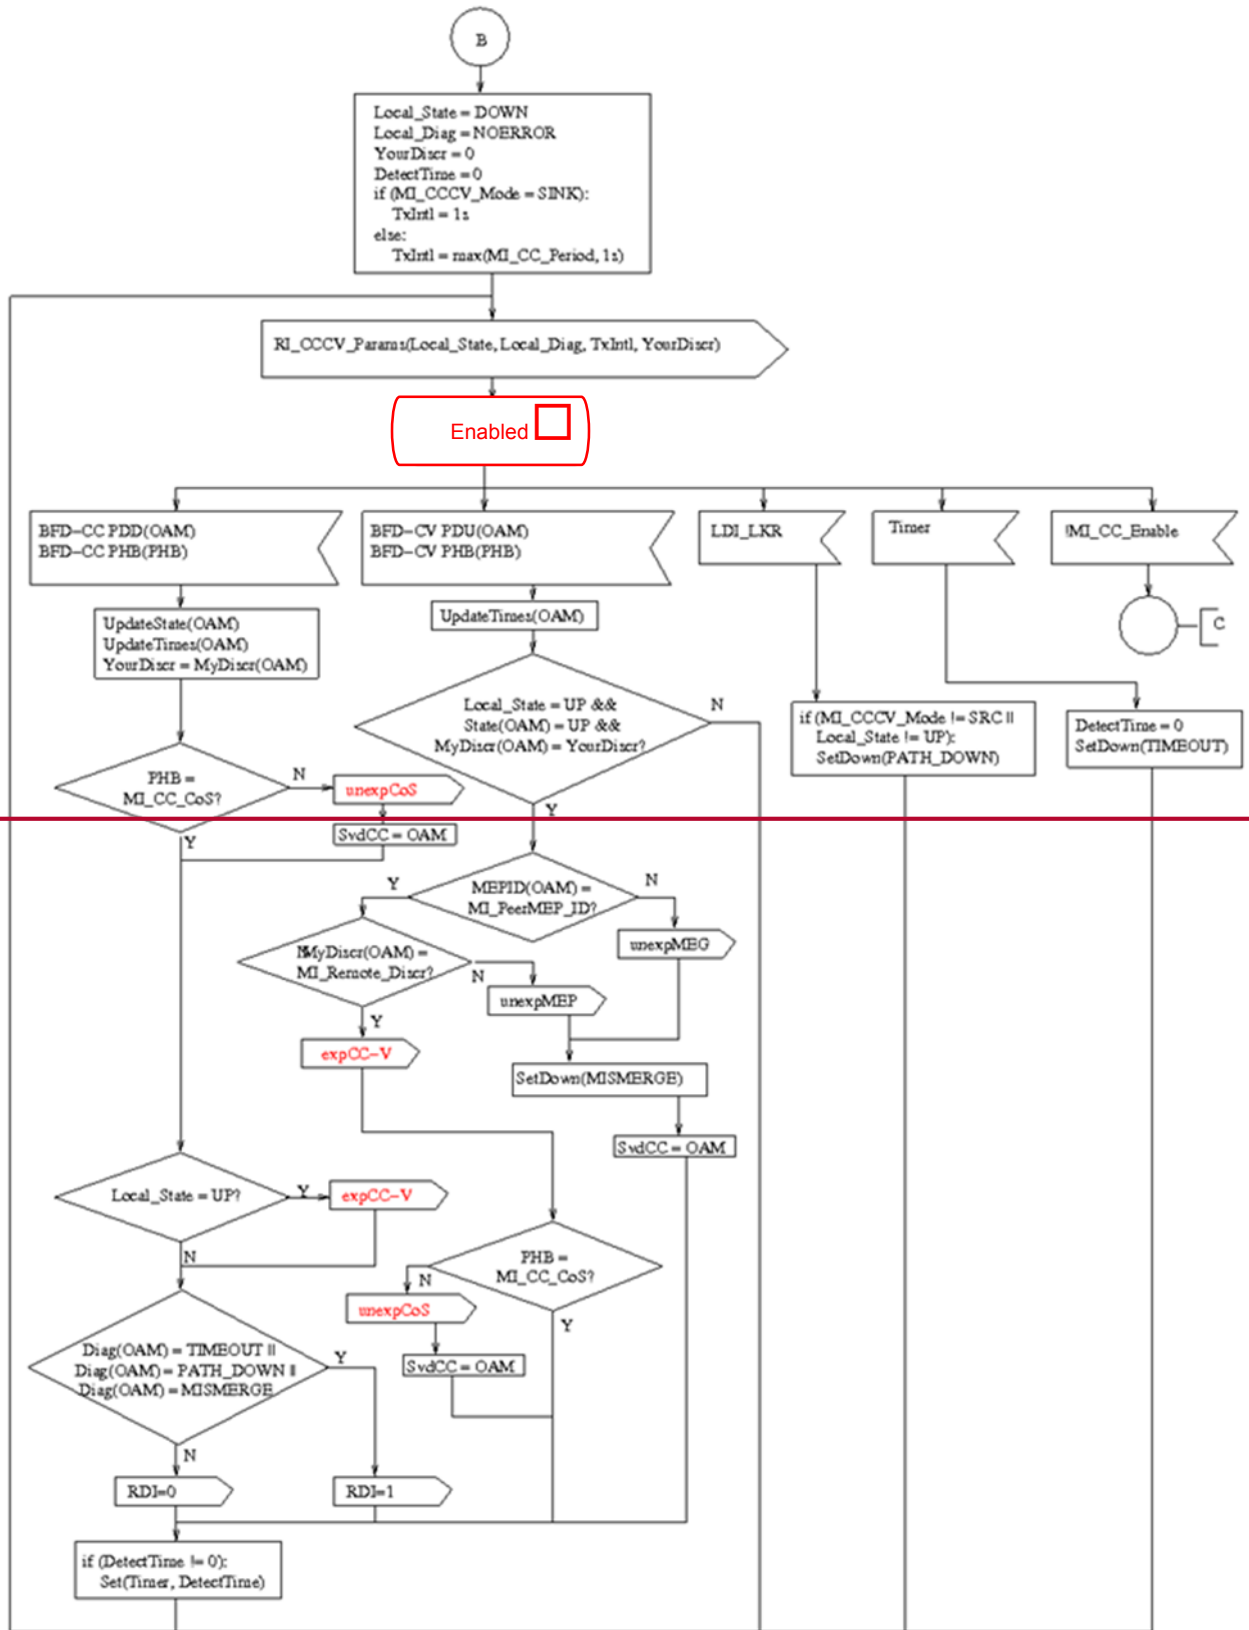 B
Local_State = DOWN
Local_Diag = NOERROR
YourDiscr = 0
DetectTime = 0
if (MI_CCCV_Mode = SINK):
TxIntl = 1s
else:
TxIntl = max(MI_CC_Period, 1s)
RI_CCCV_Params(Local_State, Local_Diag, TxIntl, YourDiscr)
Enabled
BFD-CC PDD(OAM)
BFD-CC PHB(PHB)
BFD-CV PDU(OAM)
BFD-CV PHB(PHB)
LDI_LKR
Timer
!MI_CC_Enable
C
UpdateState(OAM)
UpdateTimes(OAM)
YourDiscr = MyDiscr(OAM)
UpdateTimes(OAM)
Local_State = UP &&
State(OAM) = UP &&
MyDiscr(OAM) = YourDiscr?
N
Y
if (MI_CCCV_Mode != SRC ||
Local_State != UP):
SetDown(PATH_DOWN)
DetectTime = 0
SetDown(TIMEOUT)
PHB =
MI_CC_CoS?
N
Y
unexpCoS
SvdCC = OAM
MEPID(OAM) =
MI_PeerMEP_ID?
Y
N
unexpMEG
MyDiscr(OAM) =
MI_Remote_Discr?
N
Y
unexpMEP
expCC-V
SetDown(MISMERGE)
SvdCC = OAM
Local_State = UP?
Y
N
expCC-V
PHB =
MI_CC_CoS?
N
Y
unexpCoS
SvdCC = OAM
Diag(OAM) = TIMEOUT ||
Diag(OAM) = PATH_DOWN ||
Diag(OAM) = MISMERGE
Y
N
RDI=0
RDI=1
if (DetectTime != 0):
Set(Timer, DetectTime)